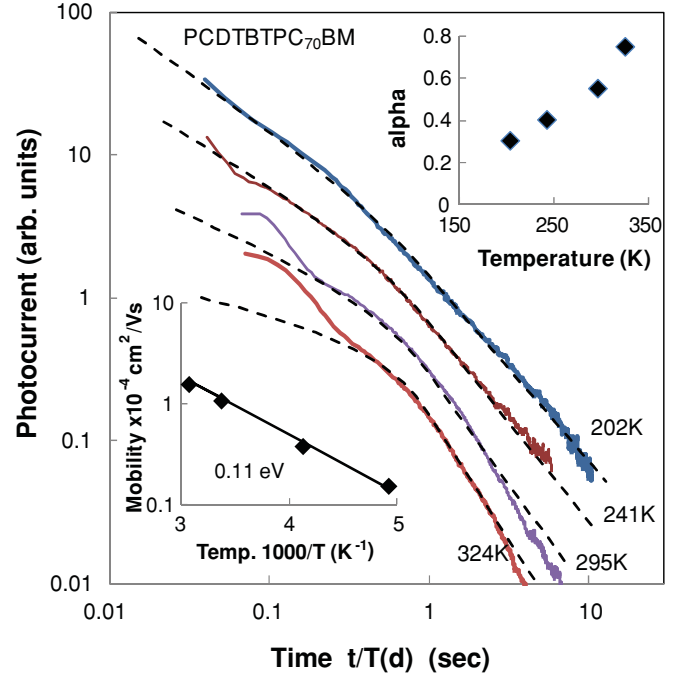 100
10
1
0.1
0.01
Photocurrent (arb. units)
PCDTBTPC₇₀BM
0.8
0.6
0.4
0.2
0
alpha
150
250
350
Temperature (K)
10
1
0.1
Mobility x10⁻⁴ cm²/Vs
0.11 eV
3
4
5
Temp. 1000/T (K⁻¹)
202K
241K
295K
324K
0.01
0.1
1
10
Time t/T(d) (sec)